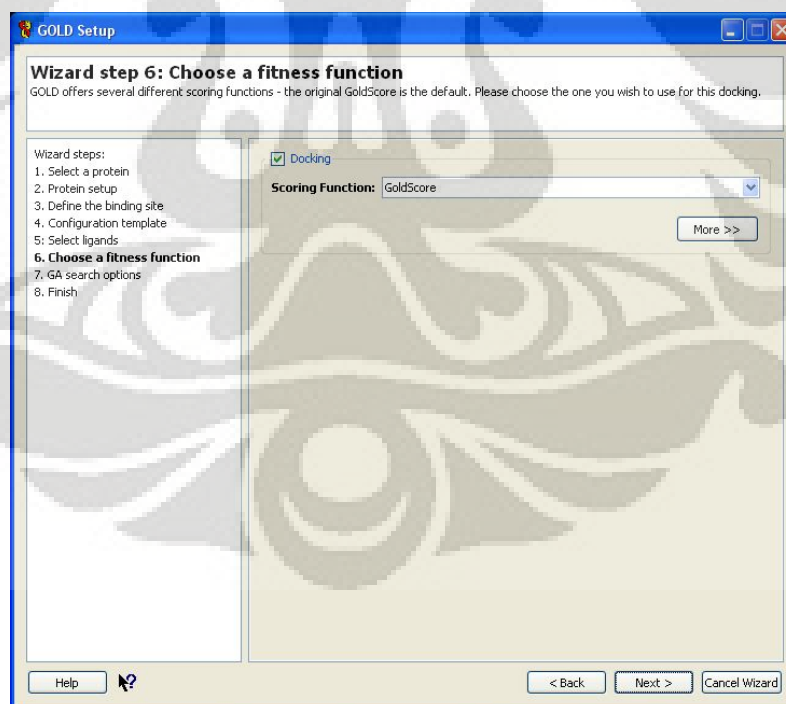 GOLD Setup
Wizard step 6: Choose a fitness function
GOLD offers several different scoring functions - the original GoldScore is the default. Please choose the one you wish to use for this docking.
Wizard steps:
1. Select a protein
2. Protein setup
3. Define the binding site
4. Configuration template
5: Select ligands
6. Choose a fitness function
7. GA search options
8. Finish
Docking
Scoring Function: GoldScore
More >>
Help
< Back Next > Cancel Wizard